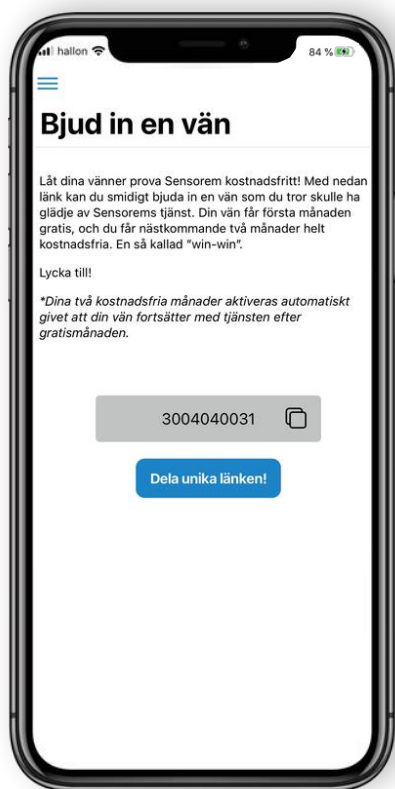 hallon 84 %
Bjud in en vän
Låt dina vänner prova Sensorem kostnadsfritt! Med nedan
länk kan du smidigt bjuda in en vän som du tror skulle ha
glädje av Sensorems tjänst. Din vän får första månaden
gratis, och du får nästkommande två månader helt
kostnadsfria. En så kallad ”win-win”.
Lycka till!
*Dina två kostnadsfria månader aktiveras automatiskt
givet att din vän fortsätter med tjänsten efter
gratismånaden.
3004040031
Dela unika länken!